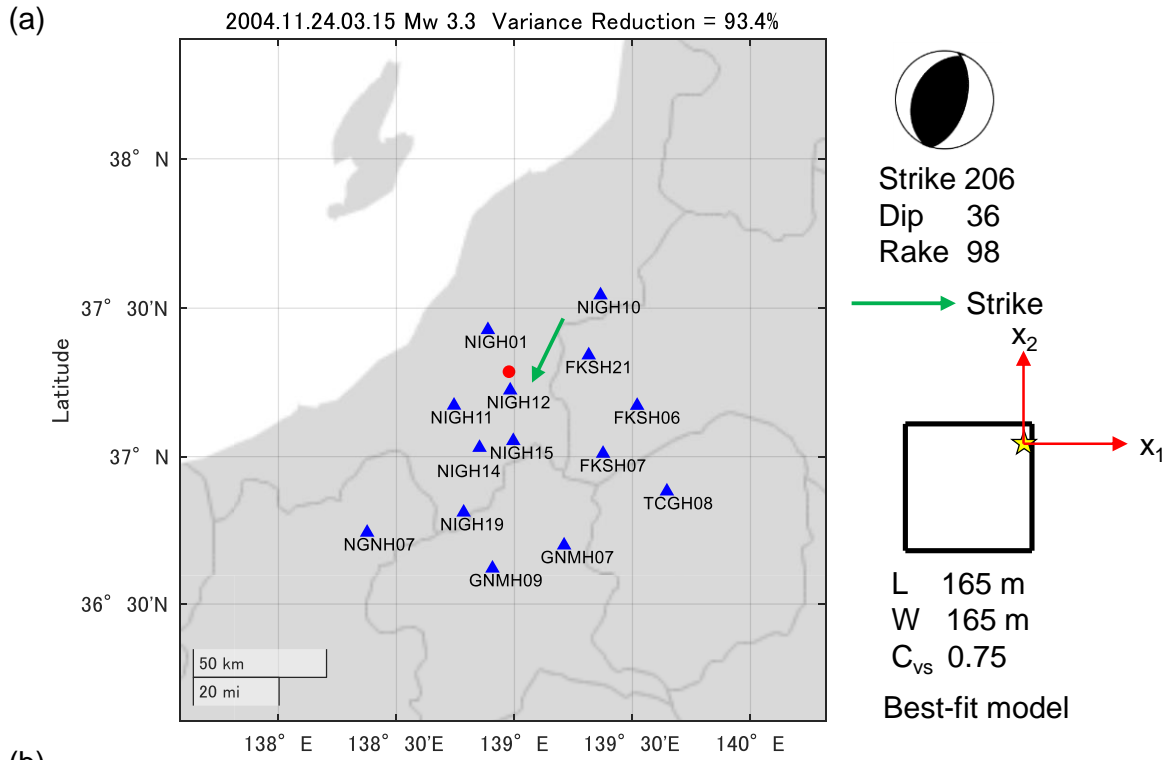 (a)
2004.11.24.03.15 Mw 3.3 Variance Reduction = 93.4%
38° N
37° 30'N
37° N
36° 30'N
Latitude
NIGH10
NIGH01
FKSH21
NIGH12
NIGH11
FKSH06
NIGH15
NIGH14
FKSH07
TCGH08
NIGH19
NGNH07
GNMH07
GNMH09
50 km
20 mi
138° E
138° 30'E
139° E
139° 30'E
140° E
Strike 206
Dip 36
Rake 98
Strike
x₂
x₁
L 165 m
W 165 m
Cᵥₛ 0.75
Best-fit model